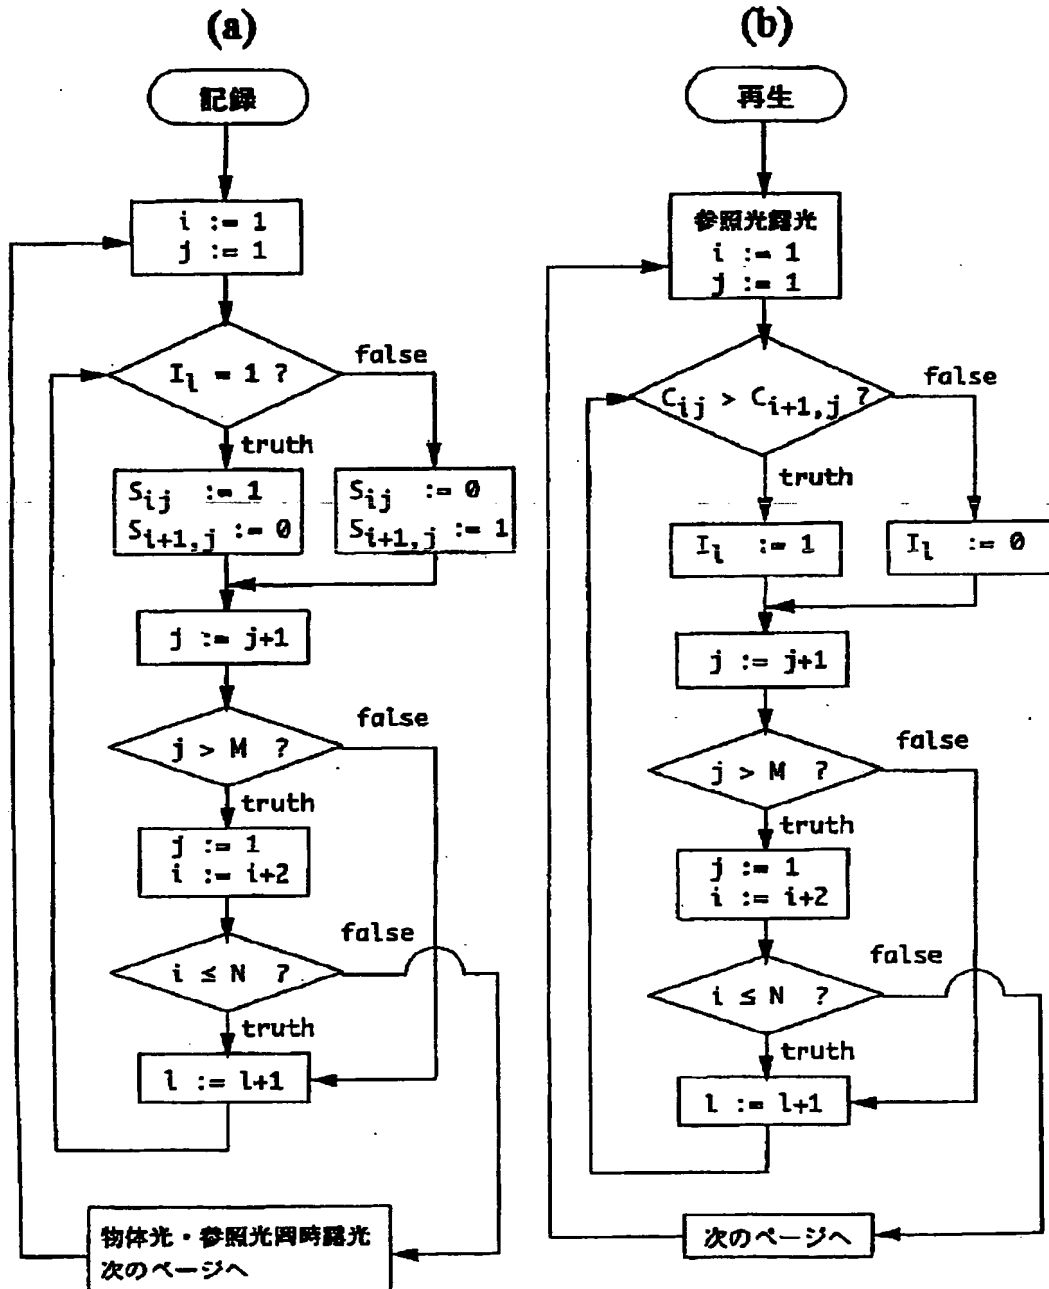 (a)
記録
i := 1
j := 1
I_l = 1 ?
false
truth
S_ij := 1
S_i+1,j := 0
S_ij := 0
S_i+1,j := 1
j := j+1
j > M ?
false
truth
j := 1
i := i+2
i ≤ N ?
false
truth
l := l+1
物体光・参照光同時露光
次のページへ
(b)
再生
参照光露光
i := 1
j := 1
C_ij > C_i+1,j ?
false
truth
I_l := 1
I_l := 0
j := j+1
j > M ?
false
truth
j := 1
i := i+2
i ≤ N ?
false
truth
l := l+1
次のページへ